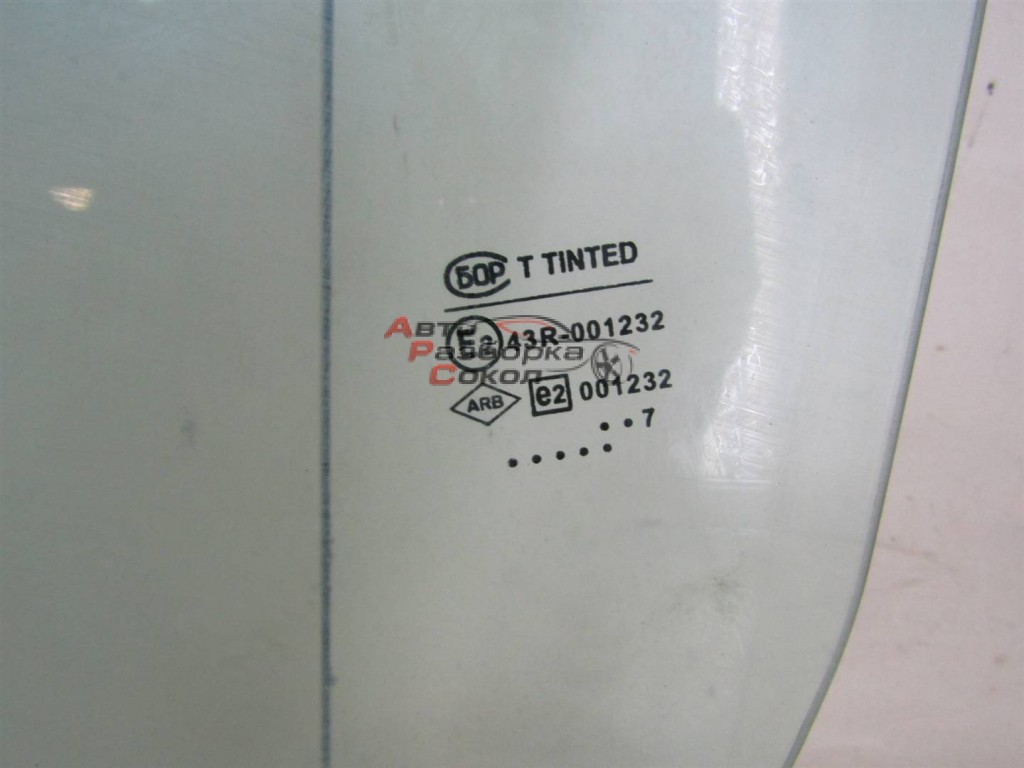 БОР T TINTED
E2 43R-001232
Авто
Разборка
Сокол
ARB e2 001232
. . 7
. . . . .